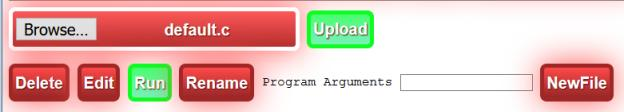 Browse... default.c Upload
Delete Edit Run Rename Program Arguments NewFile